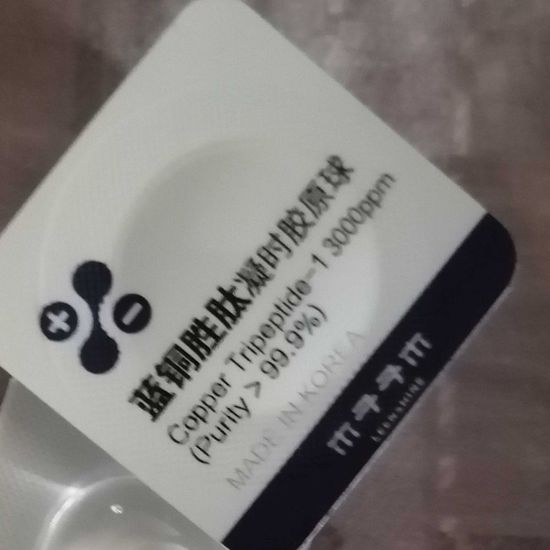 蓝铜胜肽凝时胶原球
Copper Tripeptide-1 3000ppm
(Purity > 99.9%)
MADE IN KOREA
LEENSHINE